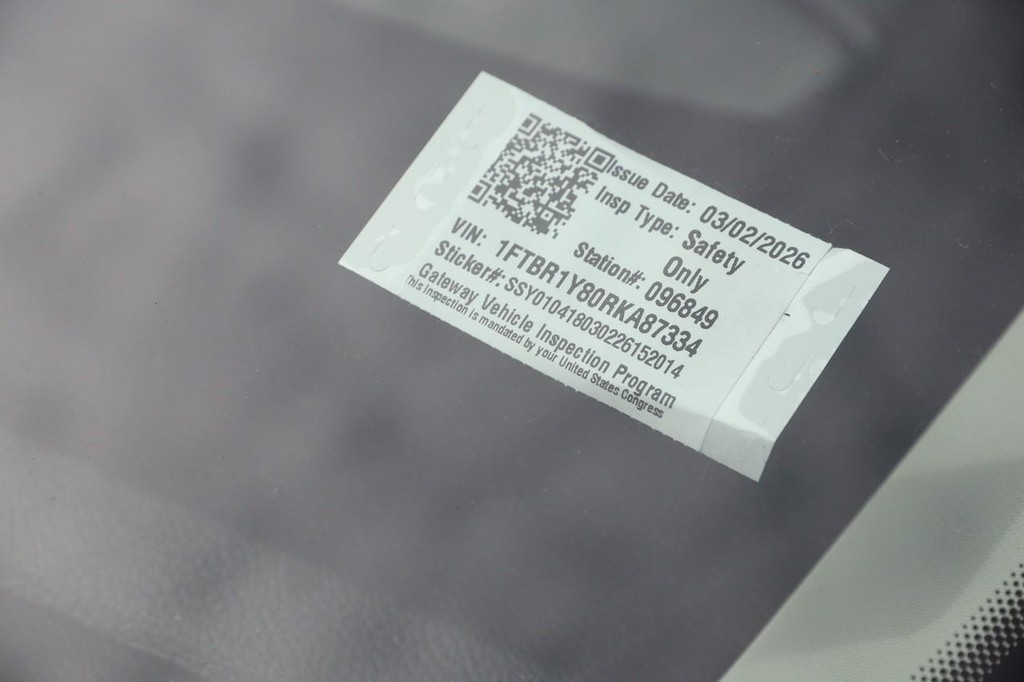 Issue Date: 03/02/2026
Insp Type: Safety
Only
Station#: 096849
VIN: 1FTBR1Y80RKA87334
Sticker#: SSY010418030226152014
Gateway Vehicle Inspection Program
This inspection is mandated by your United States Congress